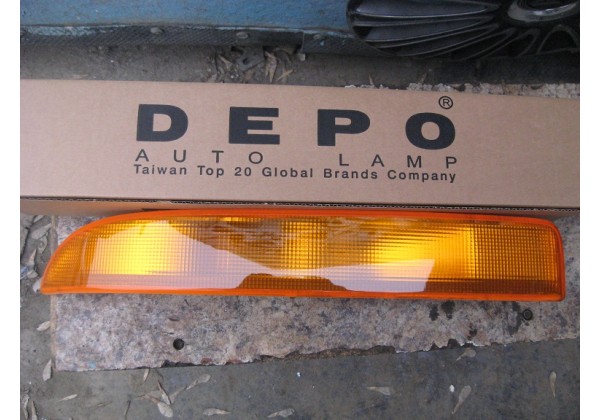 DEPO®
AUTO LAMP
Taiwan Top 20 Global Brands Company